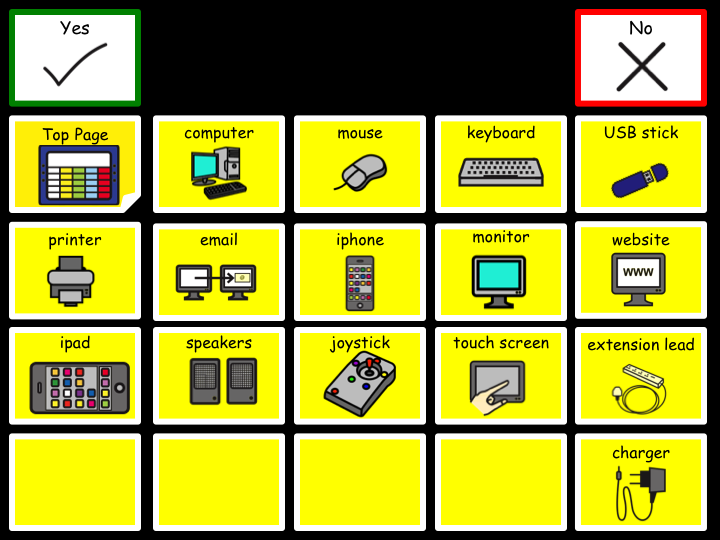 Yes
No
Top Page
computer
mouse
keyboard
USB stick
printer
email
iphone
monitor
website
www
ipad
speakers
joystick
touch screen
extension lead
charger